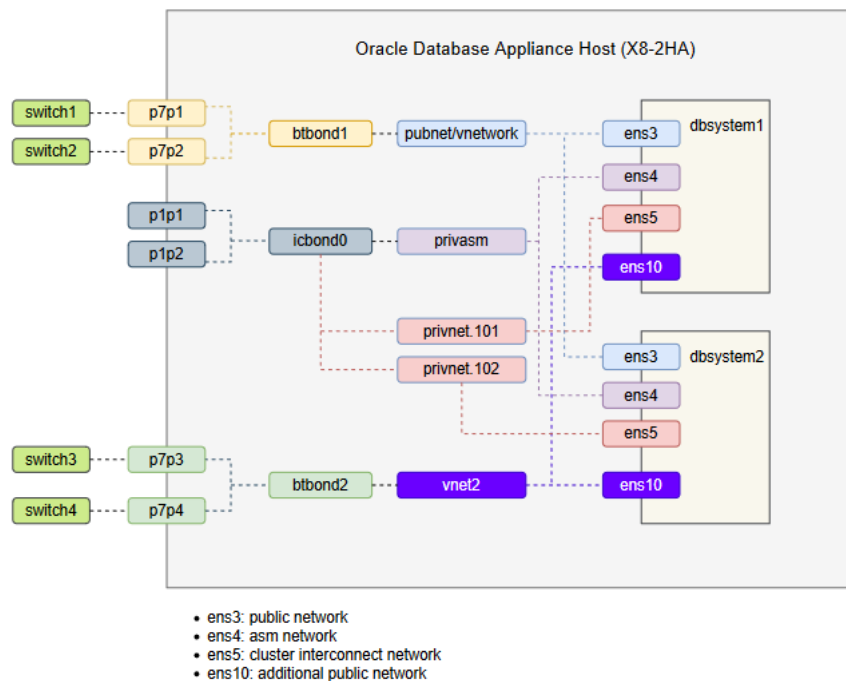 Oracle Database Appliance Host (X8-2HA)
switch1
p7p1
switch2
p7p2
btbond1
pubnet/vnetwork
ens3
dbsystem1
ens4
ens5
ens10
p1p1
p1p2
icbond0
privasm
privnet.101
privnet.102
ens3
dbsystem2
ens4
ens5
ens10
switch3
p7p3
switch4
p7p4
btbond2
vnet2
• ens3: public network
• ens4: asm network
• ens5: cluster interconnect network
• ens10: additional public network